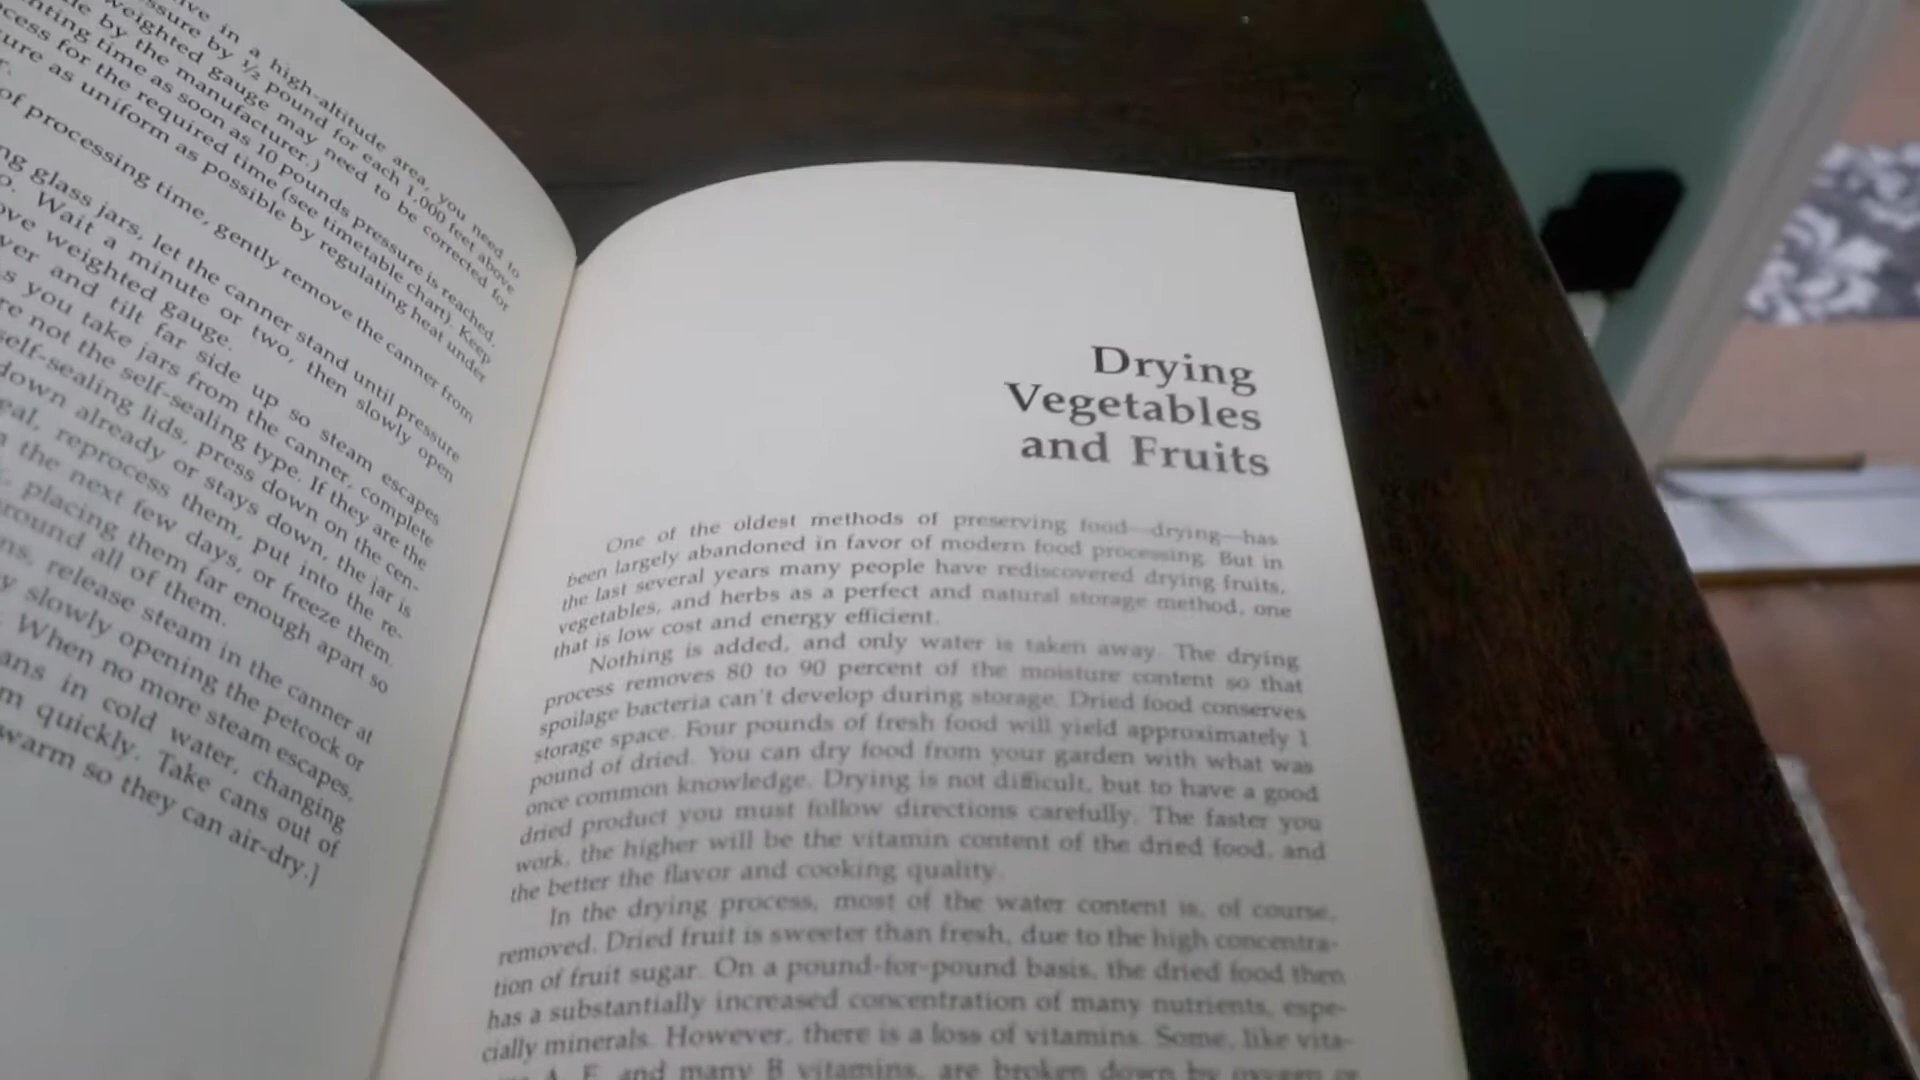 ive in a high-altitude area, you need to
ssure by ½ pound for each 1,000 feet above
weighted gauge may need to be corrected for
le by the manufacturer.)
nting time as soon as 10 pounds pressure is reached.
cess for the required time (see timetable chart). Keep
ure as uniform as possible by regulating heat under
r.
of processing time, gently remove the canner from
ng glass jars, let the canner stand until pressure
o. Wait a minute or two, then slowly open
ove weighted gauge.
ver and tilt far side up so steam escapes
s you take jars from the canner, complete
re not the self-sealing type. If they are the
self-sealing lids, press down on the cen-
down already or stays down, the jar is
eal, reprocess them, put into the re-
n the next few days, or freeze them.
, placing them far enough apart so
round all of them.
ns, release steam in the canner at
y slowly opening the petcock or
. When no more steam escapes,
ans in cold water, changing
m quickly. Take cans out of
warm so they can air-dry.]
Drying
Vegetables
and Fruits
One of the oldest methods of preserving food—drying—has
been largely abandoned in favor of modern food processing. But in
the last several years many people have rediscovered drying fruits,
vegetables, and herbs as a perfect and natural storage method, one
that is low cost and energy efficient.
Nothing is added, and only water is taken away. The drying
process removes 80 to 90 percent of the moisture content so that
spoilage bacteria can't develop during storage. Dried food conserves
storage space. Four pounds of fresh food will yield approximately 1
pound of dried. You can dry food from your garden with what was
once common knowledge. Drying is not difficult, but to have a good
dried product you must follow directions carefully. The faster you
work, the higher will be the vitamin content of the dried food, and
the better the flavor and cooking quality.
In the drying process, most of the water content is, of course,
removed. Dried fruit is sweeter than fresh, due to the high concentra-
tion of fruit sugar. On a pound-for-pound basis, the dried food then
has a substantially increased concentration of many nutrients, espe-
cially minerals. However, there is a loss of vitamins. Some, like vita-
A, E, and many B vitamins, are broken down by oxygen or